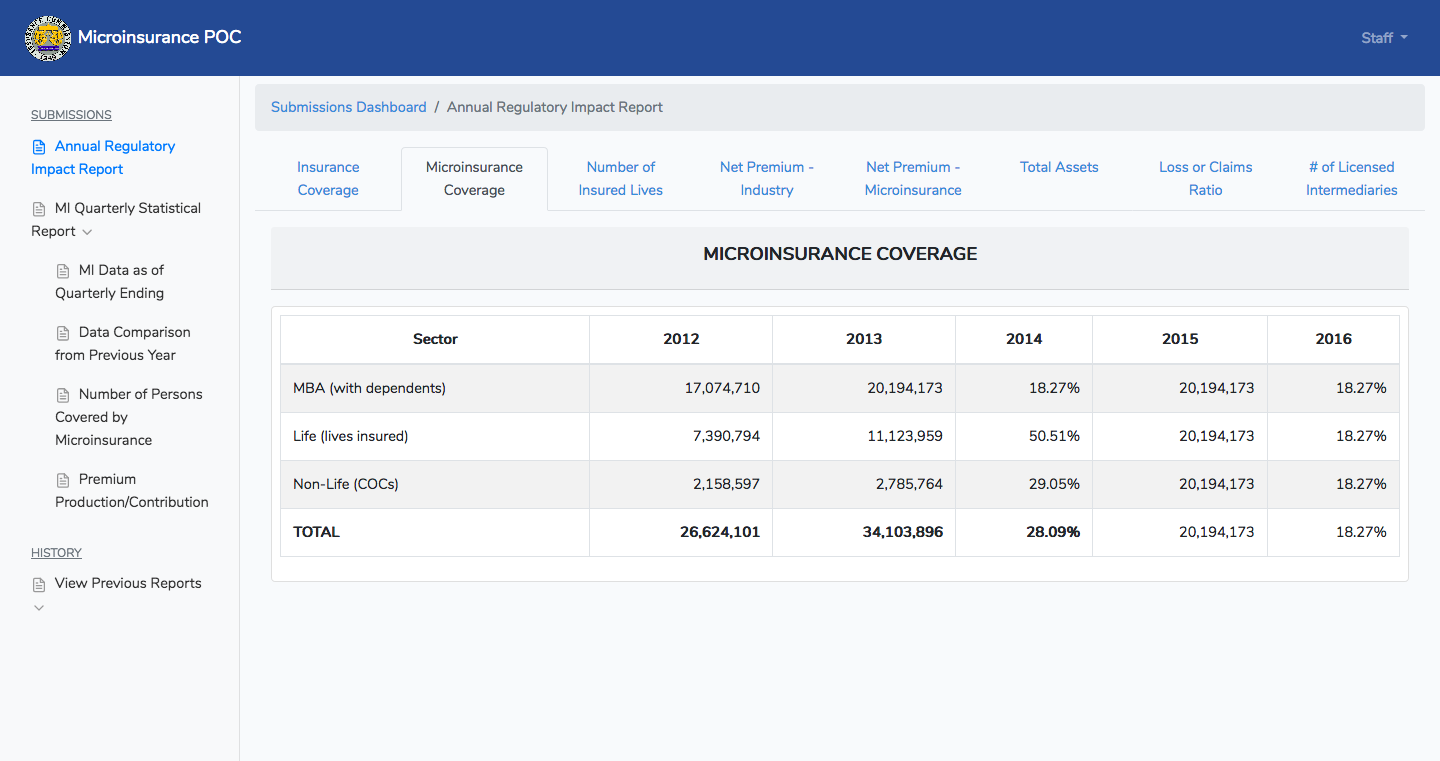 Microinsurance POC
Staff
SUBMISSIONS
Annual Regulatory
Impact Report
MI Quarterly Statistical
Report
MI Data as of
Quarterly Ending
Data Comparison
from Previous Year
Number of Persons
Covered by
Microinsurance
Premium
Production/Contribution
HISTORY
View Previous Reports
Submissions Dashboard / Annual Regulatory Impact Report
Insurance
Coverage
Microinsurance
Coverage
Number of
Insured Lives
Net Premium -
Industry
Net Premium -
Microinsurance
Total Assets
Loss or Claims
Ratio
# of Licensed
Intermediaries
MICROINSURANCE COVERAGE
Sector 2012 2013 2014 2015 2016
MBA (with dependents) 17,074,710 20,194,173 18.27% 20,194,173 18.27%
Life (lives insured) 7,390,794 11,123,959 50.51% 20,194,173 18.27%
Non-Life (COCs) 2,158,597 2,785,764 29.05% 20,194,173 18.27%
TOTAL 26,624,101 34,103,896 28.09% 20,194,173 18.27%